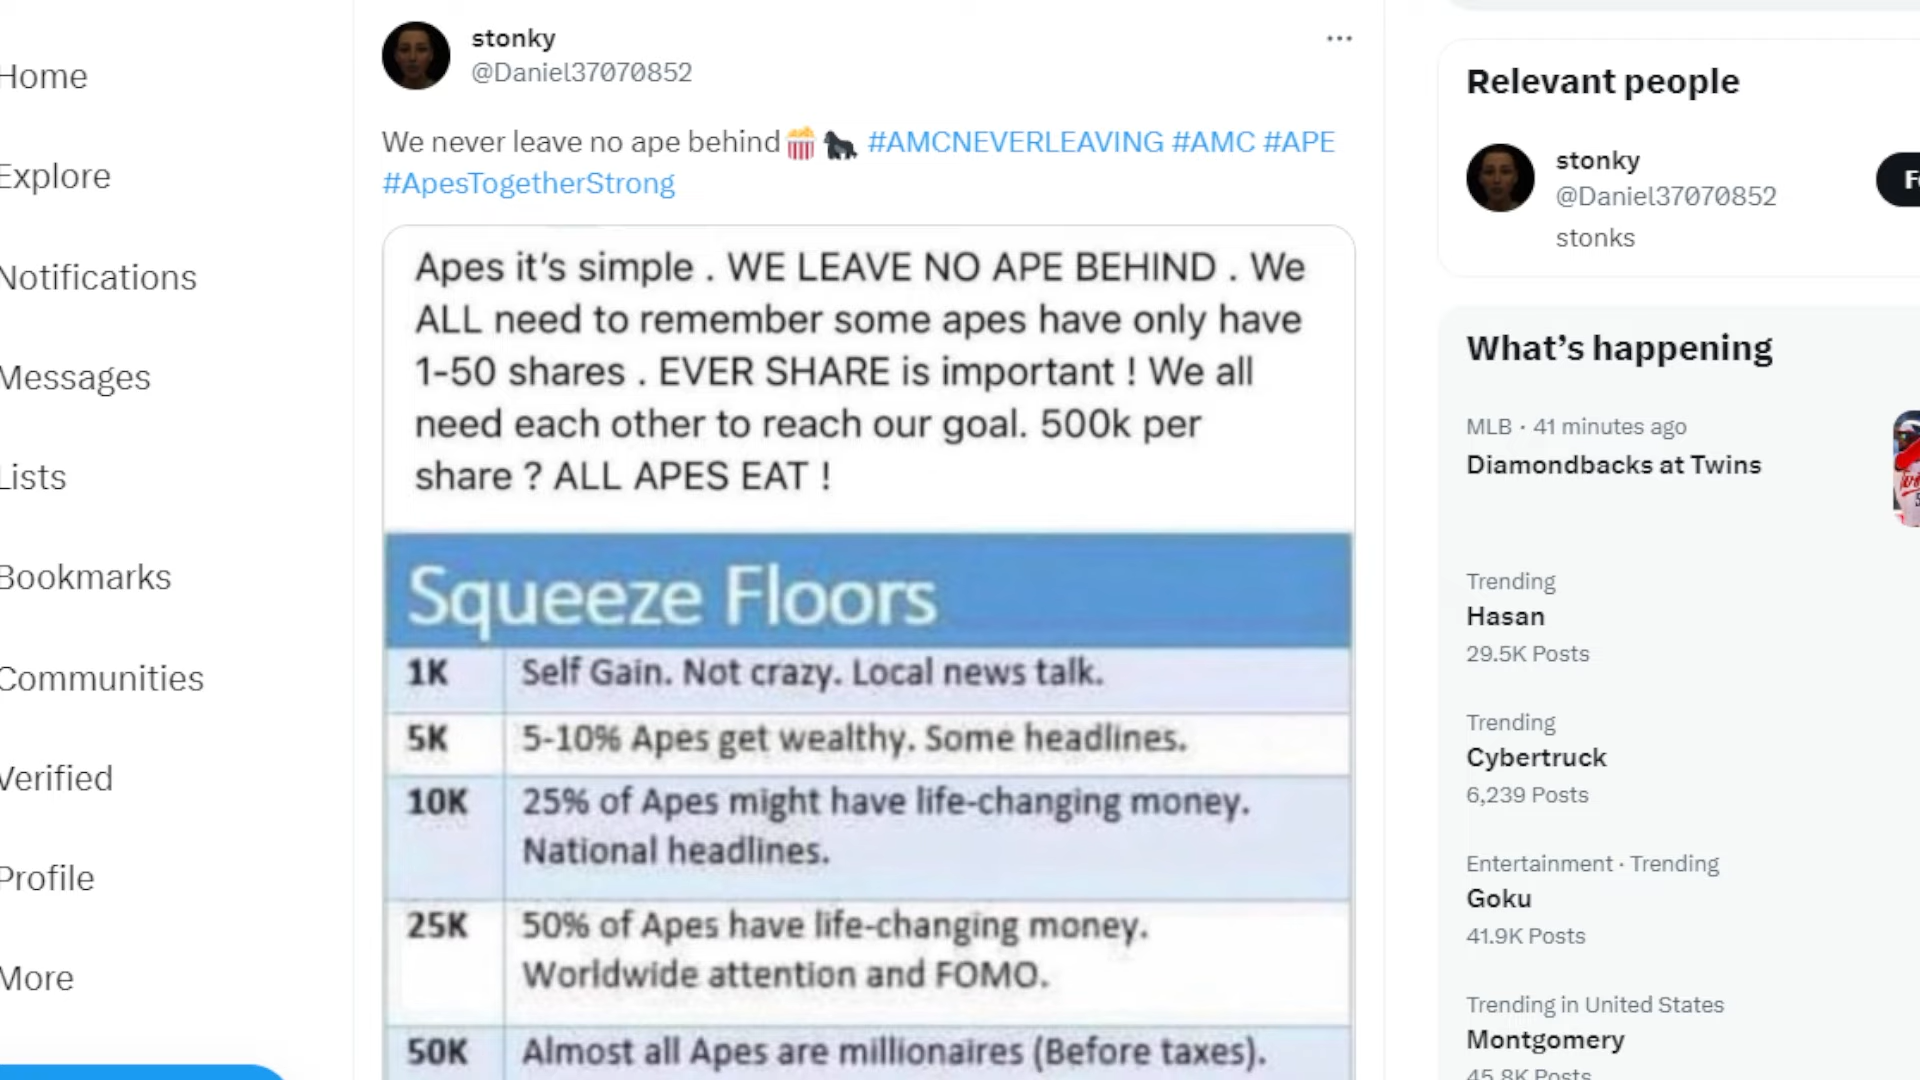 Home
Explore
Notifications
Messages
Lists
Bookmarks
Communities
Verified
Profile
More
stonky
@Daniel37070852
We never leave no ape behind🍿🦍 #AMCNEVERLEAVING #AMC #APE
#ApesTogetherStrong
Apes it's simple . WE LEAVE NO APE BEHIND . We
ALL need to remember some apes have only have
1-50 shares . EVER SHARE is important ! We all
need each other to reach our goal. 500k per
share ? ALL APES EAT !
Squeeze Floors
1K Self Gain. Not crazy. Local news talk.
5K 5-10% Apes get wealthy. Some headlines.
10K 25% of Apes might have life-changing money.
National headlines.
25K 50% of Apes have life-changing money.
Worldwide attention and FOMO.
50K Almost all Apes are millionaires (Before taxes).
Relevant people
stonky
@Daniel37070852
stonks
What's happening
MLB · 41 minutes ago
Diamondbacks at Twins
Trending
Hasan
29.5K Posts
Trending
Cybertruck
6,239 Posts
Entertainment · Trending
Goku
41.9K Posts
Trending in United States
Montgomery
45.8K Posts